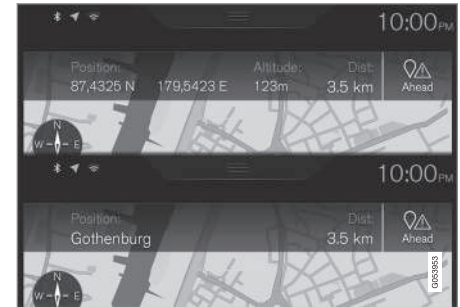 10:00PM
Position: Altitude: Dist:
87,4325 N 179,5423 E 123m 3.5 km Ahead
N
W E
10:00PM
Position: Dist:
Gothenburg 3.5 km Ahead
G053953
N
W E